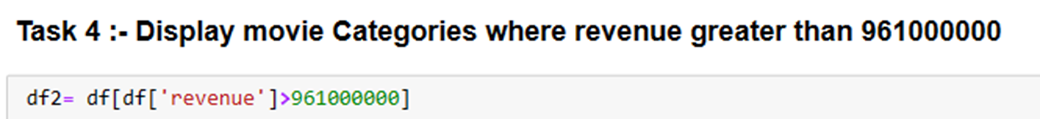 Task 4 :- Display movie Categories where revenue greater than 961000000
df2= df[df['revenue']>961000000]